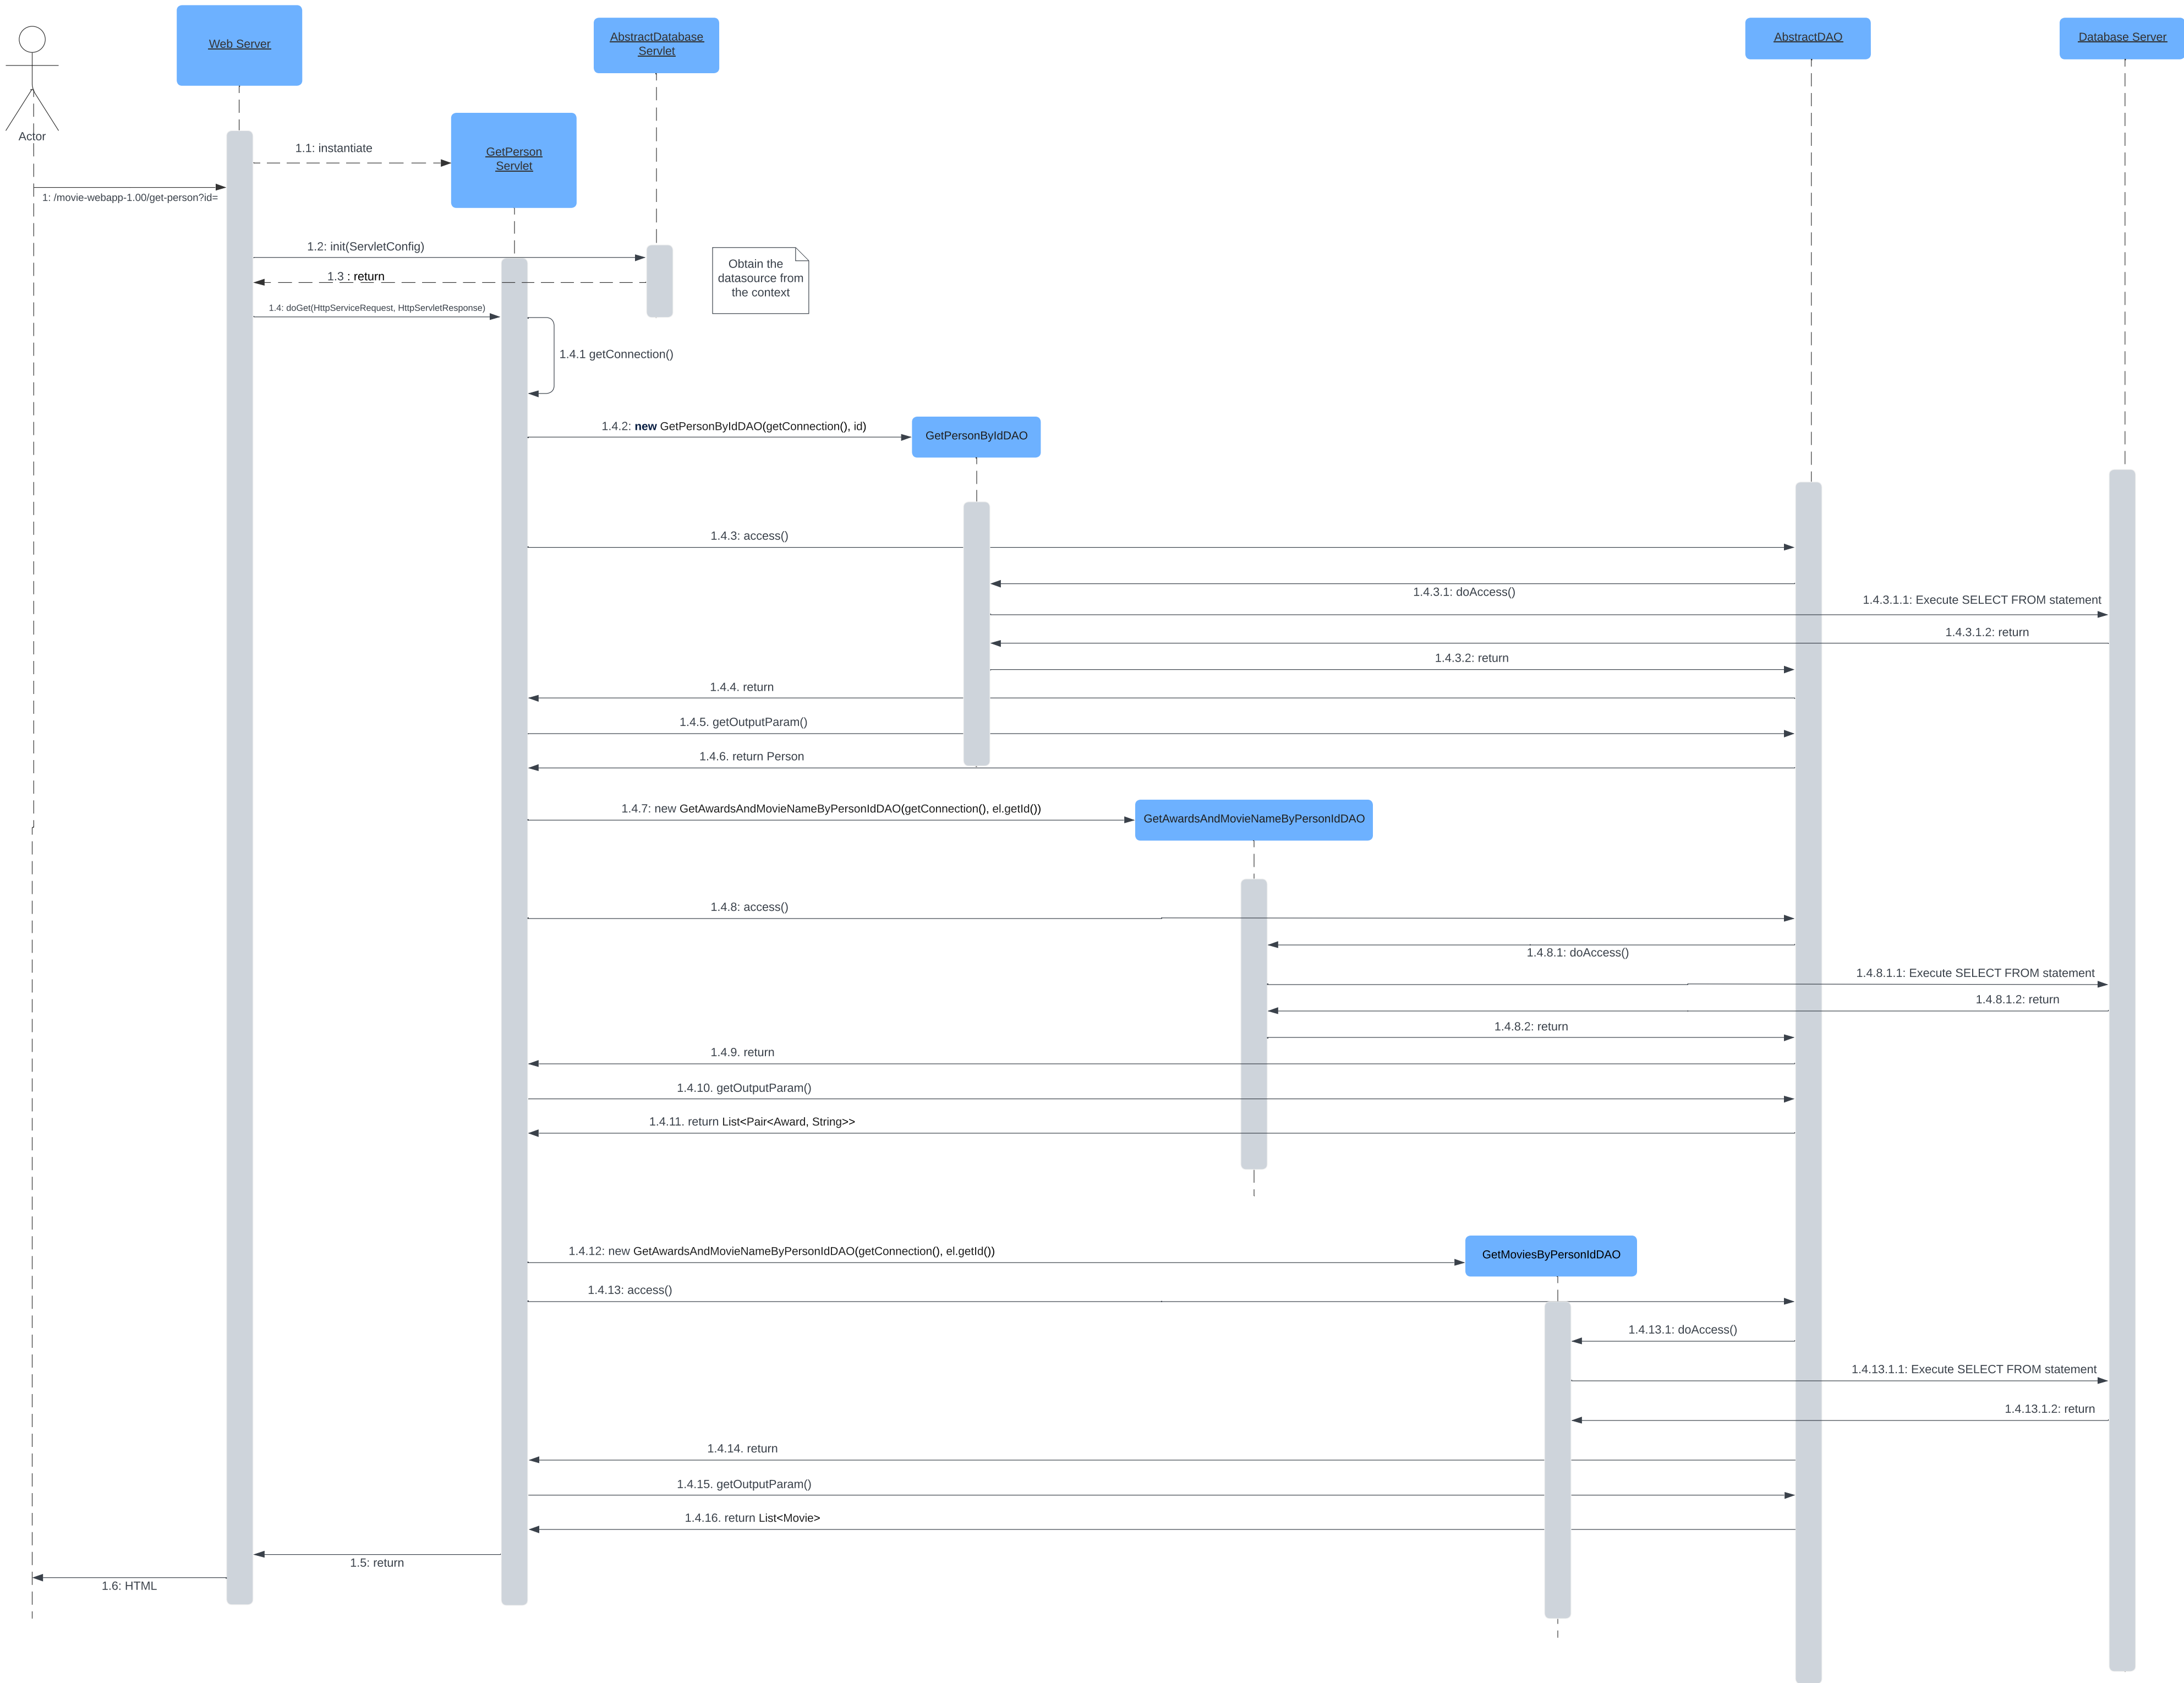 Web Server
AbstractDatabase
Servlet
AbstractDAO
Database Server
Actor
1.1: instantiate
GetPerson
Servlet
1: /movie-webapp-1.00/get-person?id=
1.2: init(ServletConfig)
Obtain the
datasource from
the context
1.3 : return
1.4: doGet(HttpServiceRequest, HttpServletResponse)
1.4.1 getConnection()
1.4.2: new GetPersonByIdDAO(getConnection(), id)
GetPersonByIdDAO
1.4.3: access()
1.4.3.1: doAccess()
1.4.3.1.1: Execute SELECT FROM statement
1.4.3.1.2: return
1.4.3.2: return
1.4.4. return
1.4.5. getOutputParam()
1.4.6. return Person
1.4.7: new GetAwardsAndMovieNameByPersonIdDAO(getConnection(), el.getId())
GetAwardsAndMovieNameByPersonIdDAO
1.4.8: access()
1.4.8.1: doAccess()
1.4.8.1.1: Execute SELECT FROM statement
1.4.8.1.2: return
1.4.8.2: return
1.4.9. return
1.4.10. getOutputParam()
1.4.11. return List<Pair<Award, String>>
1.4.12: new GetAwardsAndMovieNameByPersonIdDAO(getConnection(), el.getId())
GetMoviesByPersonIdDAO
1.4.13: access()
1.4.13.1: doAccess()
1.4.13.1.1: Execute SELECT FROM statement
1.4.13.1.2: return
1.4.14. return
1.4.15. getOutputParam()
1.4.16. return List<Movie>
1.5: return
1.6: HTML